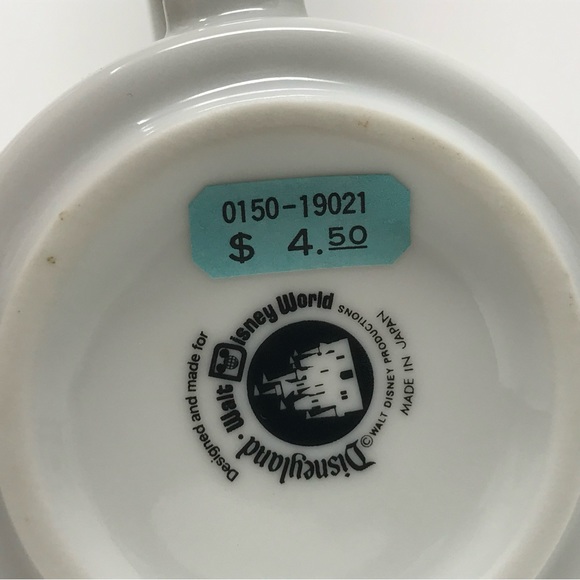 0150-19021
$ 4.50
Designed and made for
Disneyland · Walt Disney World
©WALT DISNEY PRODUCTIONS
MADE IN JAPAN